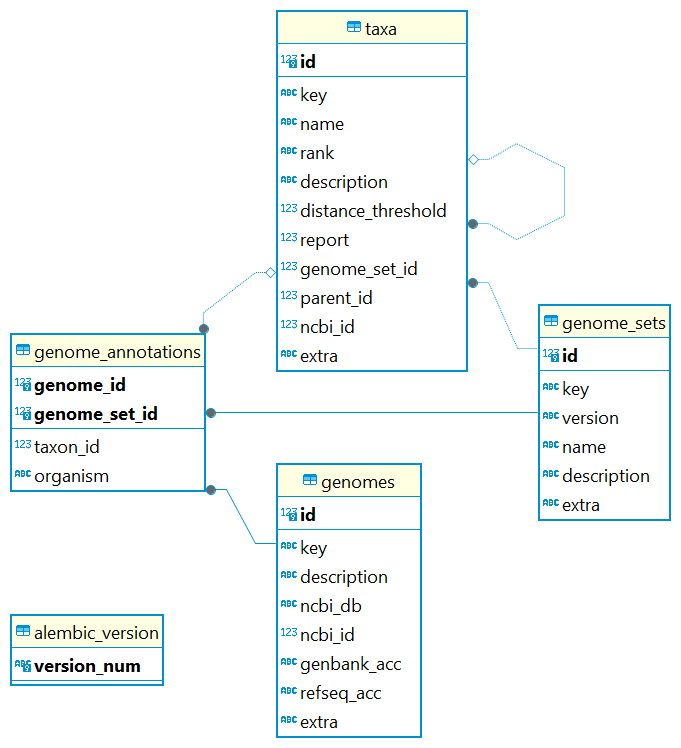 taxa
123 id
ABC key
ABC name
ABC rank
ABC description
123 distance_threshold
123 report
123 genome_set_id
123 parent_id
123 ncbi_id
ABC extra
genome_annotations
123 genome_id
123 genome_set_id
123 taxon_id
ABC organism
genome_sets
123 id
ABC key
ABC version
ABC name
ABC description
ABC extra
genomes
123 id
ABC key
ABC description
ABC ncbi_db
123 ncbi_id
ABC genbank_acc
ABC refseq_acc
ABC extra
alembic_version
ABC version_num